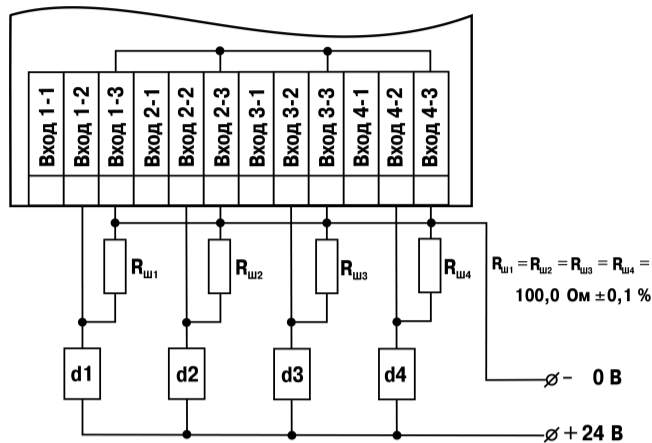 Вход 1-1
Вход 1-2
Вход 1-3
Вход 2-1
Вход 2-2
Вход 2-3
Вход 3-1
Вход 3-2
Вход 3-3
Вход 4-1
Вход 4-2
Вход 4-3
Rш1
Rш2
Rш3
Rш4
Rш1 = Rш2 = Rш3 = Rш4 =
100,0 Ом ±0,1 %
d1
d2
d3
d4
– 0 В
+ 24 В